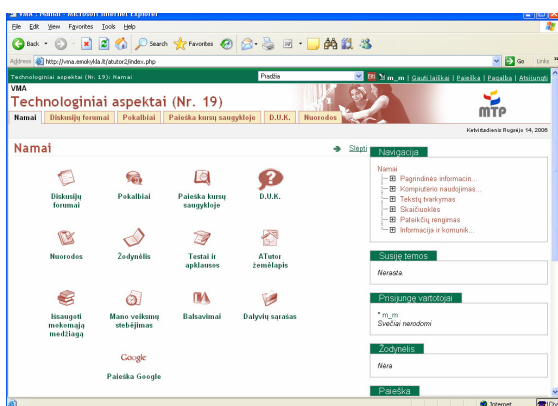 VMA : Namai - Microsoft Internet Explorer
File Edit View Favorites Tools Help
Back Search Favorites
Address http://vma.emokykla.lt/atutor2/index.php Go Links
Technologiniai aspektai (Nr. 19): Namai Pradžia m_m | Gauti laiškai | Paieška | Pagalba | Atsijungti
VMA
Technologiniai aspektai (Nr. 19)
MTP
Namai Diskusijų forumai Pokalbiai Paieška kursų saugykloje D.U.K. Nuorodos
Ketvirtadienis Rugsėjo 14, 2006
Namai Slėpti
Navigacija
Namai
Pagrindinės informacin...
Kompiuterio naudojimas...
Tekstų tvarkymas
Skaičiuoklės
Pateikčių rengimas
Informacija ir komunik...
Diskusijų forumai
Pokalbiai
Paieška kursų saugykloje
D.U.K.
Nuorodos
Žodynėlis
Testai ir apklausos
ATutor žemėlapis
Susiję temos
Nerasta.
Išsaugoti mokomąją medžiagą
Mano veiksmų stebėjimas
Balsavimai
Dalyvių sąrašas
Prisijungę vartotojai
* m_m
Svečiai nerodomi
Google
Paieška Google
Žodynėlis
Nėra
Paieška
Internet